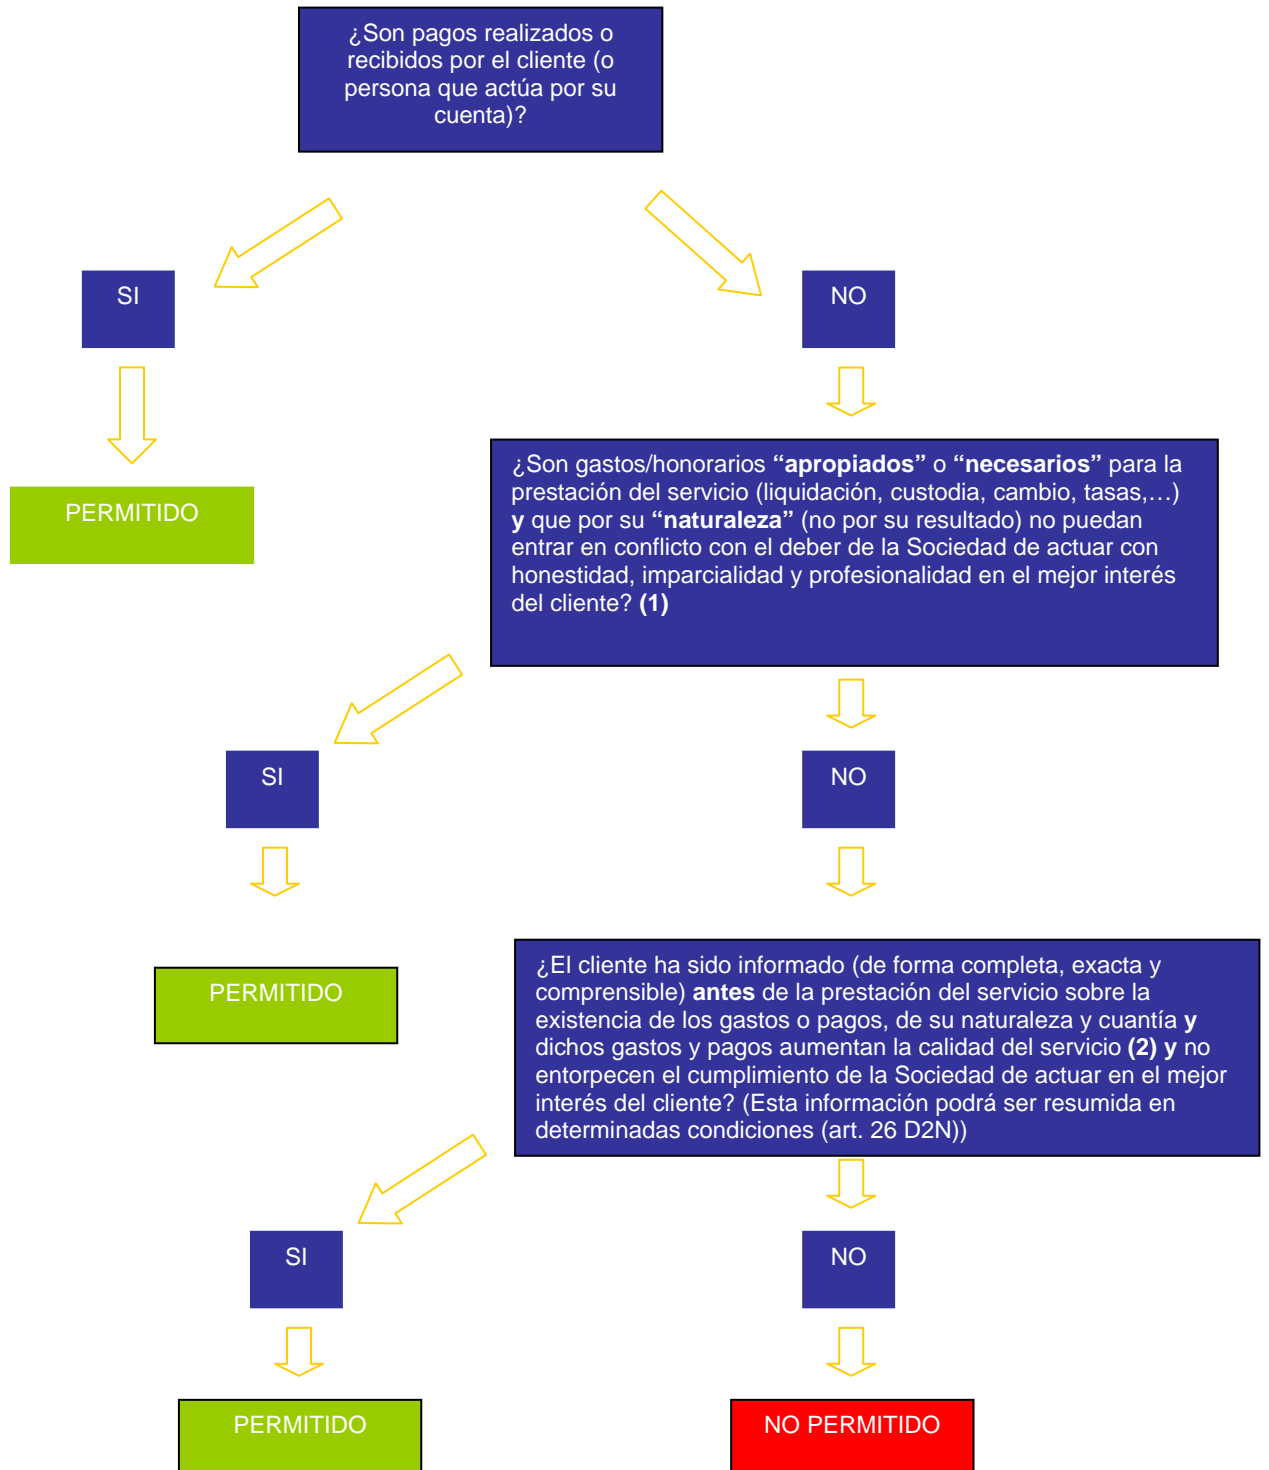 ¿Son pagos realizados o
recibidos por el cliente (o
persona que actúa por su
cuenta)?
SI
NO
PERMITIDO
¿Son gastos/honorarios “apropiados” o “necesarios” para la
prestación del servicio (liquidación, custodia, cambio, tasas,…)
y que por su “naturaleza” (no por su resultado) no puedan
entrar en conflicto con el deber de la Sociedad de actuar con
honestidad, imparcialidad y profesionalidad en el mejor interés
del cliente? (1)
SI
NO
PERMITIDO
¿El cliente ha sido informado (de forma completa, exacta y
comprensible) antes de la prestación del servicio sobre la
existencia de los gastos o pagos, de su naturaleza y cuantía y
dichos gastos y pagos aumentan la calidad del servicio (2) y no
entorpecen el cumplimiento de la Sociedad de actuar en el mejor
interés del cliente? (Esta información podrá ser resumida en
determinadas condiciones (art. 26 D2N))
SI
NO
PERMITIDO
NO PERMITIDO